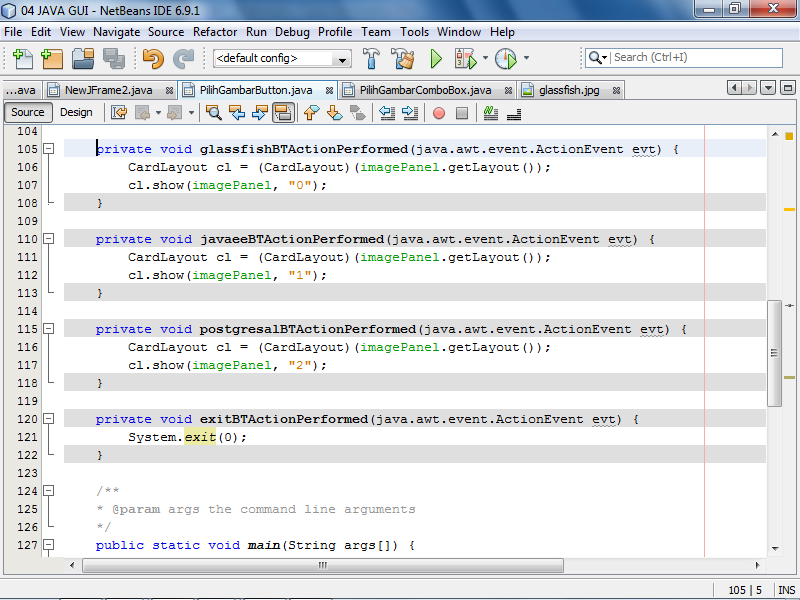 04 JAVA GUI - NetBeans IDE 6.9.1
File Edit View Navigate Source Refactor Run Debug Profile Team Tools Window Help
<default config> Search (Ctrl+I)
...ava NewJFrame2.java PilihGambarButton.java PilihGambarComboBox.java glassfish.jpg
Source Design
104
105 private void glassfishBTActionPerformed(java.awt.event.ActionEvent evt) {
106 CardLayout cl = (CardLayout)(imagePanel.getLayout());
107 cl.show(imagePanel, "0");
108 }
109
110 private void javaeeBTActionPerformed(java.awt.event.ActionEvent evt) {
111 CardLayout cl = (CardLayout)(imagePanel.getLayout());
112 cl.show(imagePanel, "1");
113 }
114
115 private void postgresalBTActionPerformed(java.awt.event.ActionEvent evt) {
116 CardLayout cl = (CardLayout)(imagePanel.getLayout());
117 cl.show(imagePanel, "2");
118 }
119
120 private void exitBTActionPerformed(java.awt.event.ActionEvent evt) {
121 System.exit(0);
122 }
123
124 /**
125 * @param args the command line arguments
126 */
127 public static void main(String args[]) {
105 | 5 INS